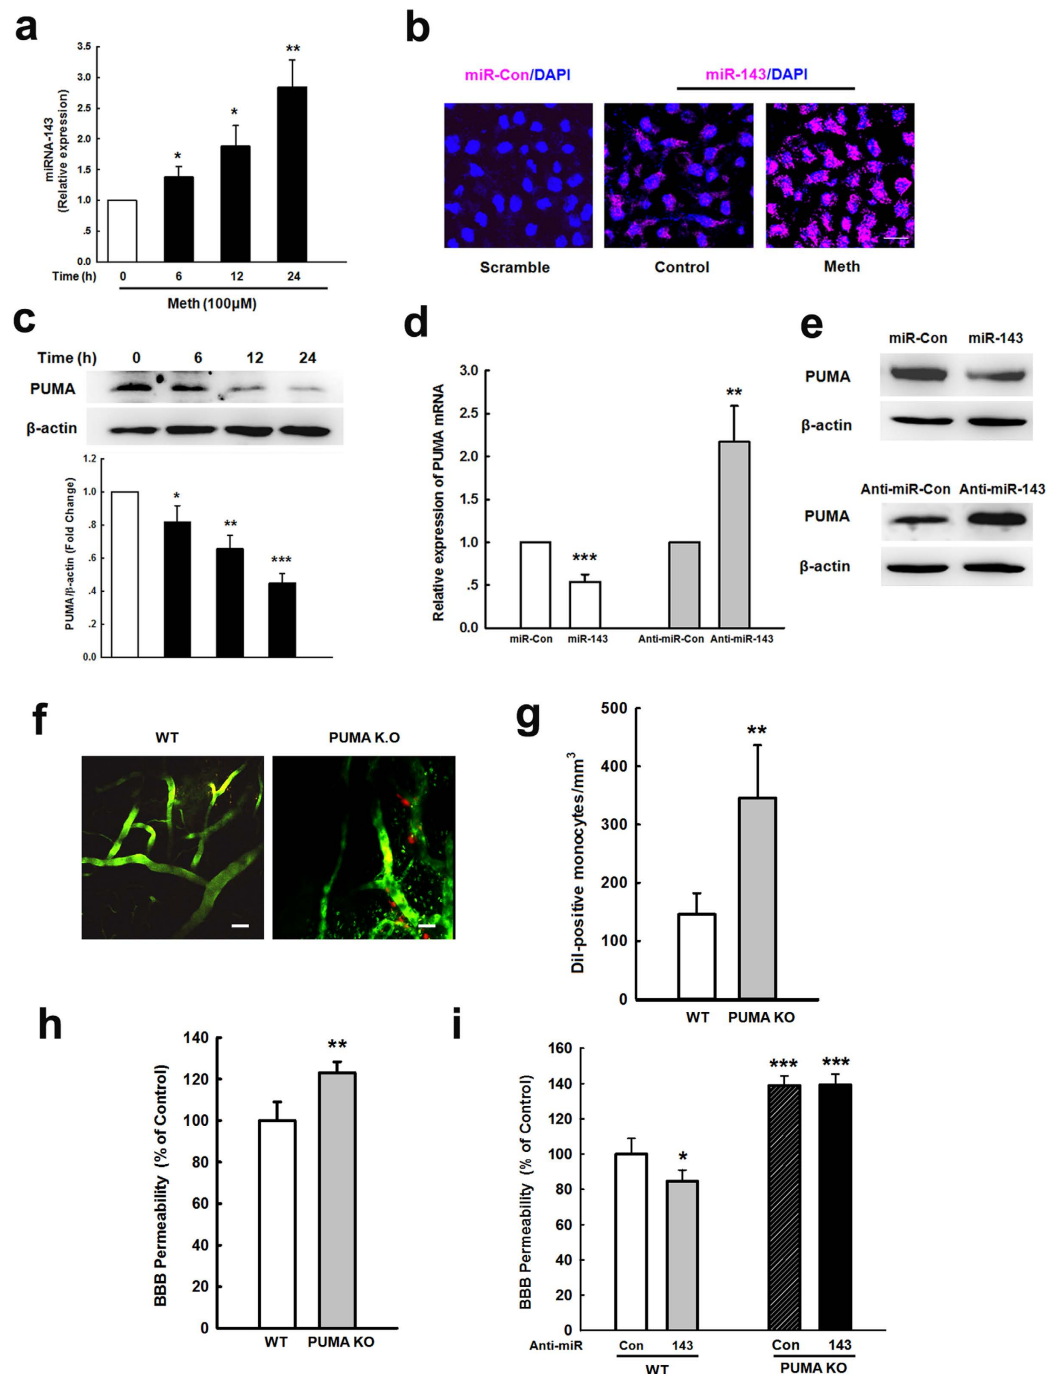 a
miRNA-143
(Relative expression)
3.5
3.0
2.5
2.0
1.5
1.0
.5
0.0
*
*
**
Time (h) 0 6 12 24
Meth (100μM)
b
miR-Con/DAPI
miR-143/DAPI
Scramble Control Meth
c
Time (h) 0 6 12 24
PUMA
β-actin
PUMA/β-actin (Fold Change)
1.2
1.0
.8
.6
.4
.2
0.0
*
**
***
d
Relative expression of PUMA mRNA
3.0
2.5
2.0
1.0
.5
0.0
***
**
miR-Con miR-143 Anti-miR-Con Anti-miR-143
e
miR-Con miR-143
PUMA
β-actin
Anti-miR-Con Anti-miR-143
PUMA
β-actin
f
WT PUMA K.O
g
Dil-positive monocytes/mm³
500
400
300
200
100
0
**
WT PUMA KO
h
BBB Permeability (% of Control)
140
120
100
80
60
40
20
0
**
WT PUMA KO
i
BBB Permeability (% of Control)
160
140
120
100
80
60
40
20
0
*
*** ***
Anti-miR Con 143 Con 143
WT PUMA KO